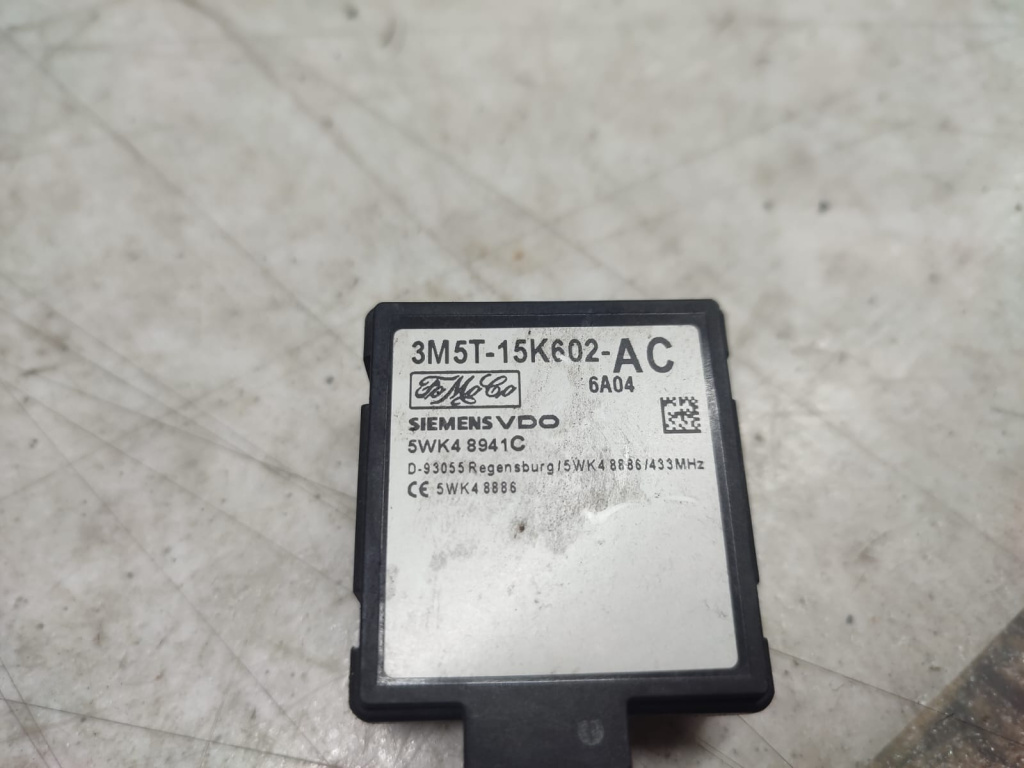 3M5T-15K602-AC
6A04
FoMoCo
SIEMENS VDO
5WK4 8941C
D-93055 Regensburg/5WK4 8886/433MHz
CE 5WK4 8886